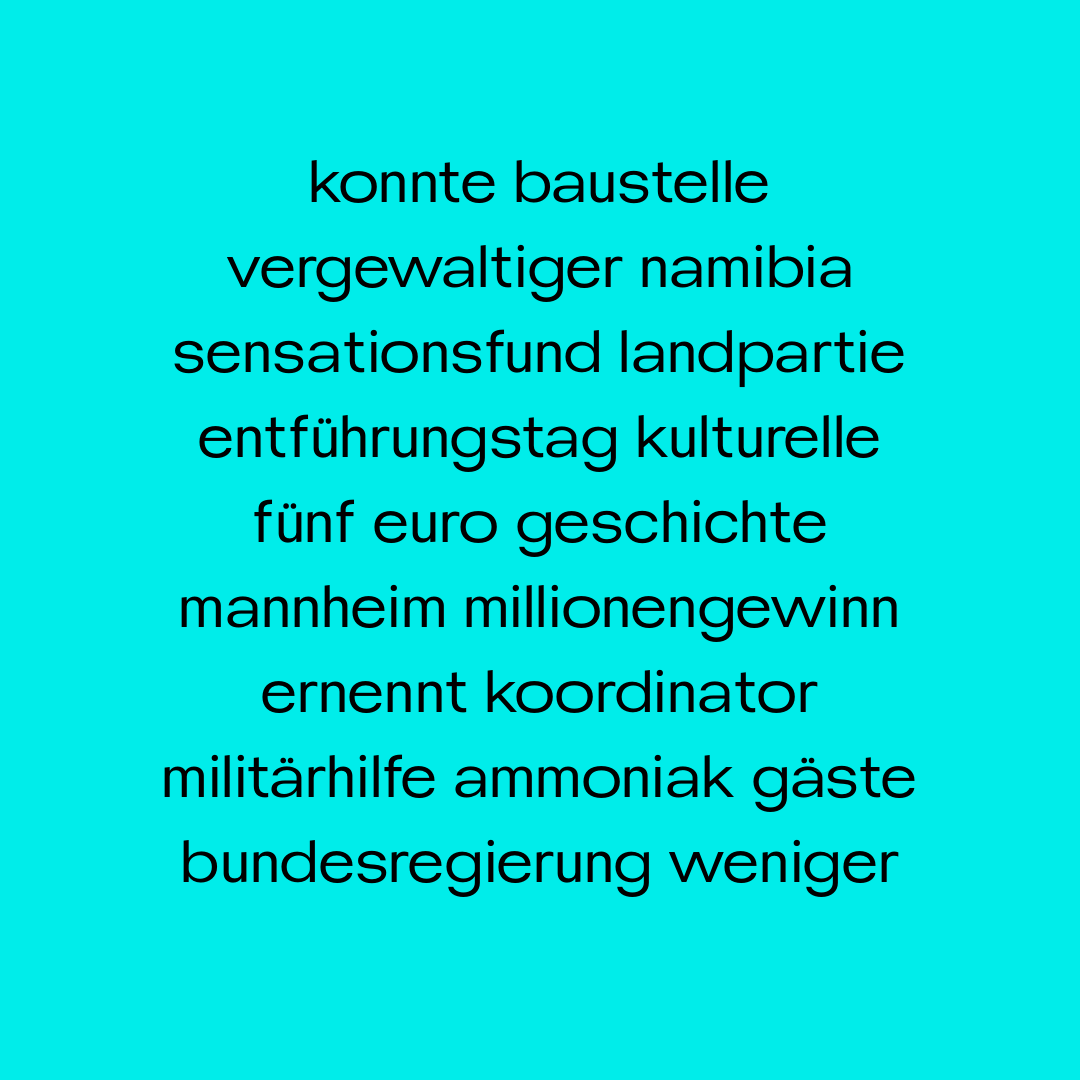 konnte baustelle
vergewaltiger namibia
sensationsfund landpartie
entführungstag kulturelle
fünf euro geschichte
mannheim millionengewinn
ernennt koordinator
militärhilfe ammoniak gäste
bundesregierung weniger